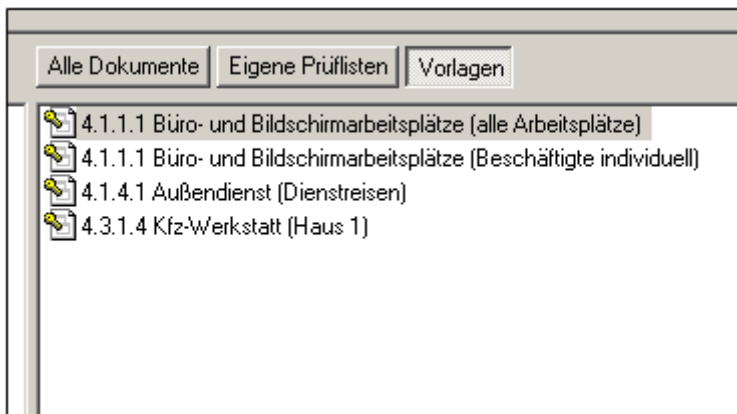 Alle Dokumente Eigene Prüflisten Vorlagen
4.1.1.1 Büro- und Bildschirmarbeitsplätze (alle Arbeitsplätze)
4.1.1.1 Büro- und Bildschirmarbeitsplätze (Beschäftigte individuell)
4.1.4.1 Außendienst (Dienstreisen)
4.3.1.4 Kfz-Werkstatt (Haus 1)